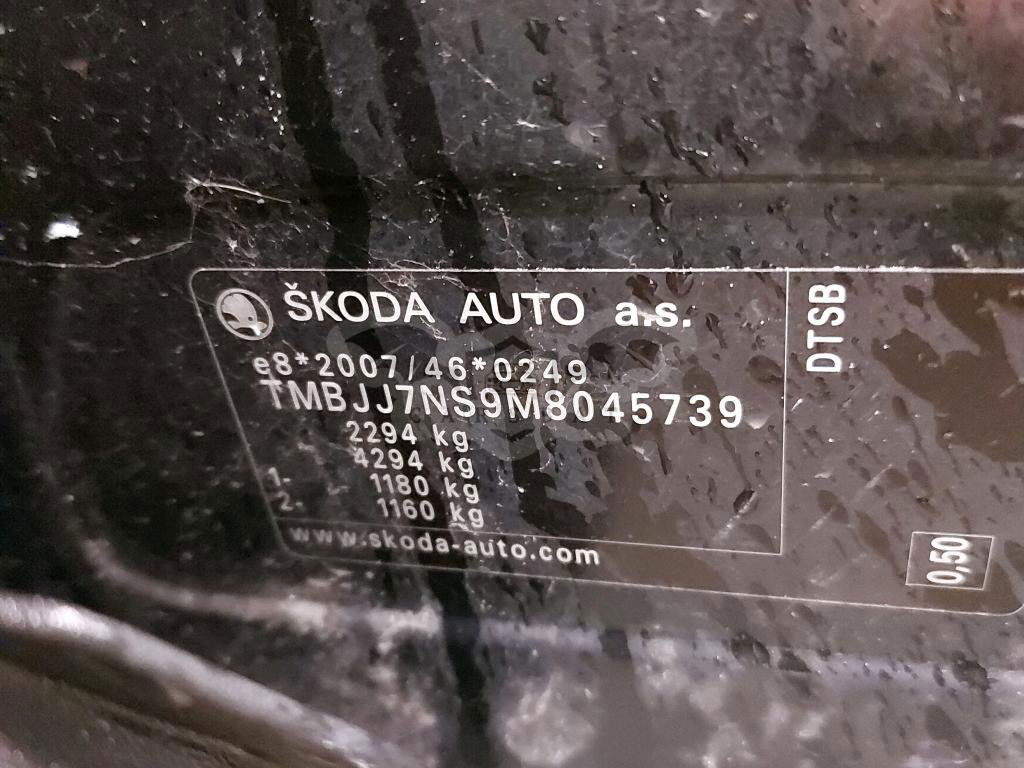 ŠKODA AUTO a.s.
e8*2007/46*0249
TMBJJ7NS9M8045739
2294 kg
4294 kg
1- 1180 kg
2- 1160 kg
www.skoda-auto.com
DTSB
0,50